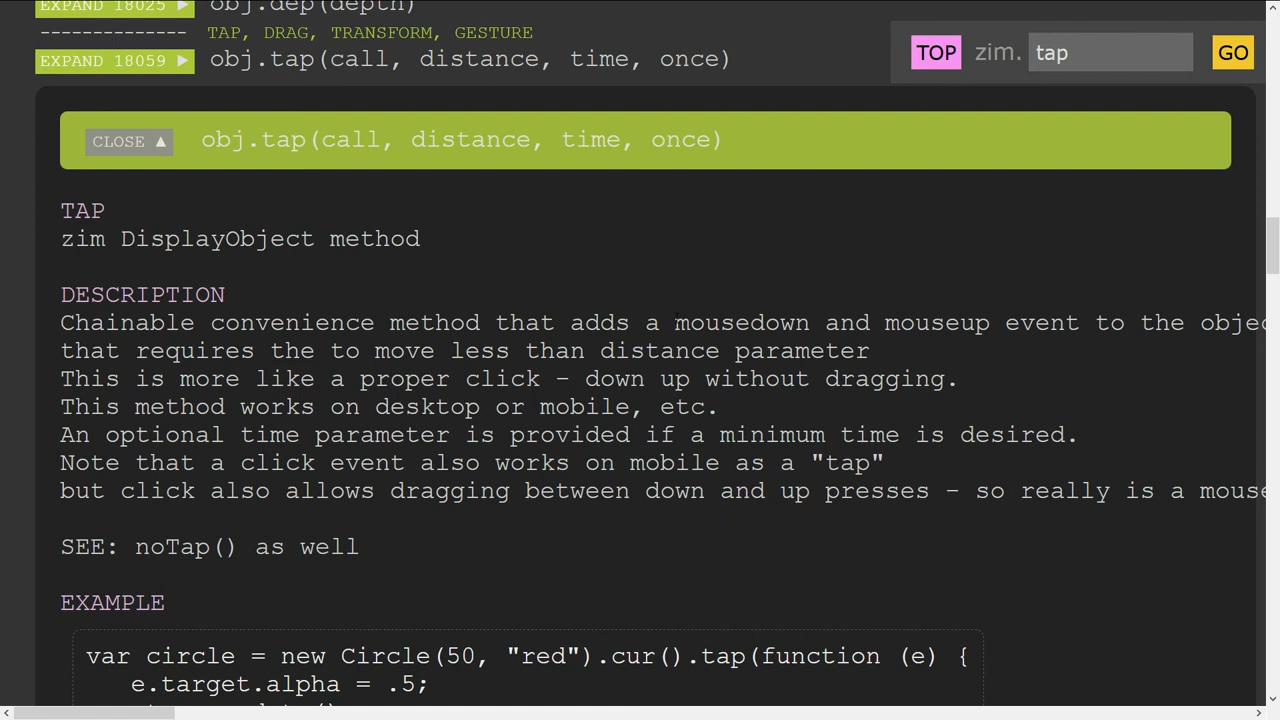 EXPAND 18025 ▶ obj.dep(depth)
-------------- TAP, DRAG, TRANSFORM, GESTURE
EXPAND 18059 ▶ obj.tap(call, distance, time, once)
TOP zim. tap GO
CLOSE ▲ obj.tap(call, distance, time, once)
TAP
zim DisplayObject method
DESCRIPTION
Chainable convenience method that adds a mousedown and mouseup event to the objec
that requires the to move less than distance parameter
This is more like a proper click - down up without dragging.
This method works on desktop or mobile, etc.
An optional time parameter is provided if a minimum time is desired.
Note that a click event also works on mobile as a "tap"
but click also allows dragging between down and up presses - so really is a mouse
SEE: noTap() as well
EXAMPLE
var circle = new Circle(50, "red").cur().tap(function (e) {
e.target.alpha = .5;